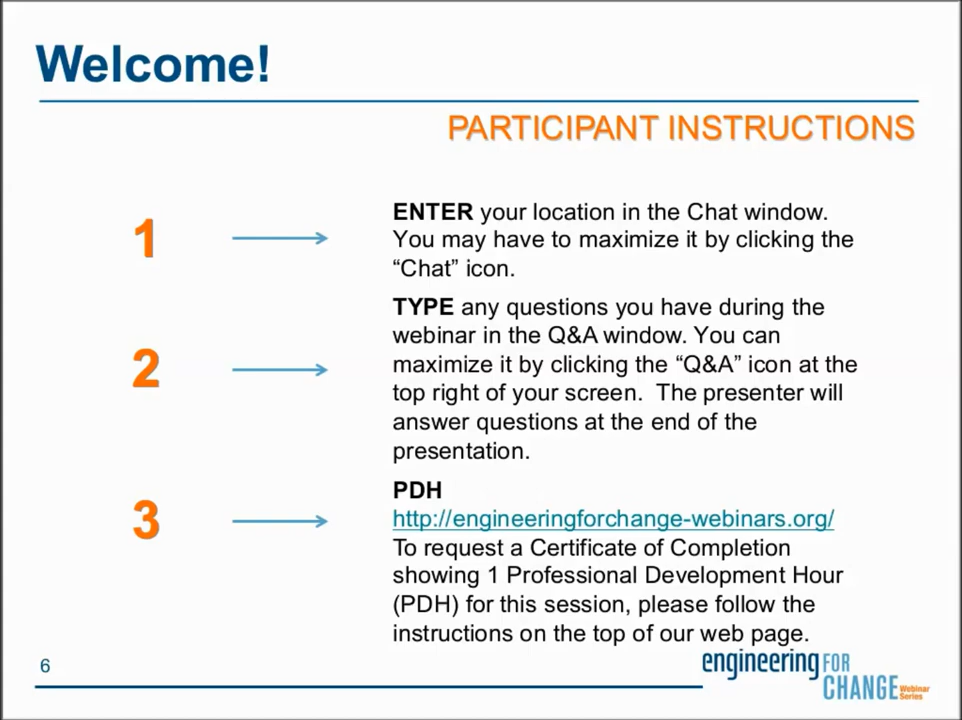 Welcome!
PARTICIPANT INSTRUCTIONS
1
ENTER your location in the Chat window.
You may have to maximize it by clicking the
“Chat” icon.
2
TYPE any questions you have during the
webinar in the Q&A window. You can
maximize it by clicking the “Q&A” icon at the
top right of your screen.  The presenter will
answer questions at the end of the
presentation.
3
PDH
http://engineeringforchange-webinars.org/
To request a Certificate of Completion
showing 1 Professional Development Hour
(PDH) for this session, please follow the
instructions on the top of our web page.
6
engineering FOR
CHANGE Webinar
Series